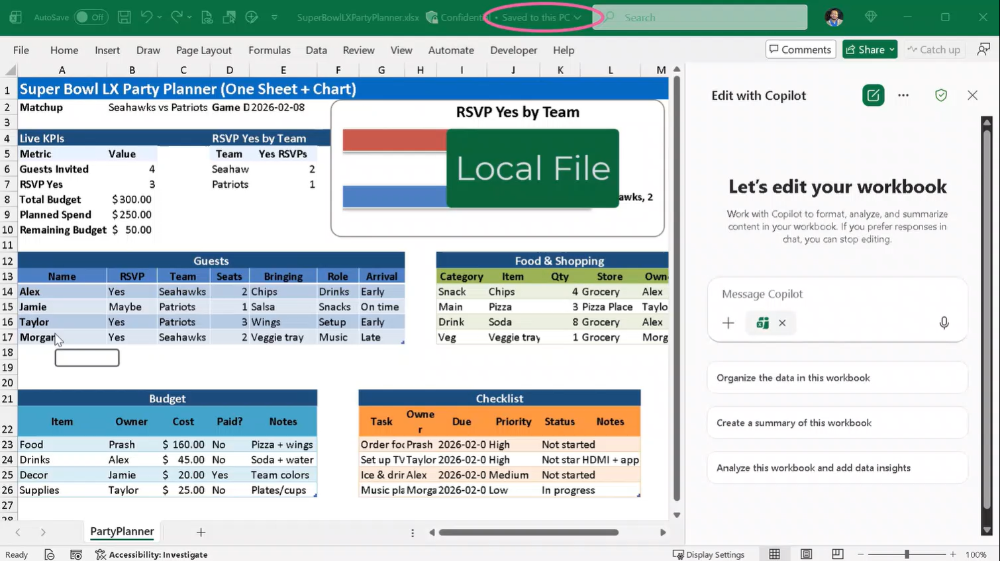 AutoSave Off SuperBowlLXPartyPlanner.xlsx Confidential • Saved to this PC Search
File Home Insert Draw Page Layout Formulas Data Review View Automate Developer Help Comments Share Catch up
A B C D E F G H I J K L M
1 Super Bowl LX Party Planner (One Sheet + Chart)
2 Matchup Seahawks vs Patriots Game D 2026-02-08
RSVP Yes by Team
3
4 Live KPIs RSVP Yes by Team
5 Metric Value Team Yes RSVPs
6 Guests Invited 4 Seahaw 2
7 RSVP Yes 3 Patriots 1
8 Total Budget $300.00
9 Planned Spend $250.00
10 Remaining Budget $ 50.00
Local File
awks, 2
11
12 Guests Food & Shopping
13 Name RSVP Team Seats Bringing Role Arrival Category Item Qty Store Own
14 Alex Yes Seahawks 2 Chips Drinks Early Snack Chips 4 Grocery Alex
15 Jamie Maybe Patriots 1 Salsa Snacks On time Main Pizza 3 Pizza Place Taylo
16 Taylor Yes Patriots 3 Wings Setup Early Drink Soda 8 Grocery Alex
17 Morgan Yes Seahawks 2 Veggie tray Music Late Veg Veggie tray 1 Grocery Morg
18
19
20
21 Budget Checklist
22 Item Owner Cost Paid? Notes Task Owne
r Due Priority Status Notes
23 Food Prash $ 160.00 No Pizza + wings Order foo Prash 2026-02-0 High Not started
24 Drinks Alex $ 45.00 No Soda + water Set up TV Taylor 2026-02-0 High Not star HDMI + app
25 Decor Jamie $ 20.00 Yes Team colors Ice & drin Alex 2026-02-0 Medium Not started
26 Supplies Taylor $ 25.00 No Plates/cups Music pla Morga 2026-02-0 Low In progress
27
28
PartyPlanner
Ready Accessibility: Investigate Display Settings 100%
Edit with Copilot
Let's edit your workbook
Work with Copilot to format, analyze, and summarize
content in your workbook. If you prefer responses in
chat, you can stop editing.
Message Copilot
Organize the data in this workbook
Create a summary of this workbook
Analyze this workbook and add data insights